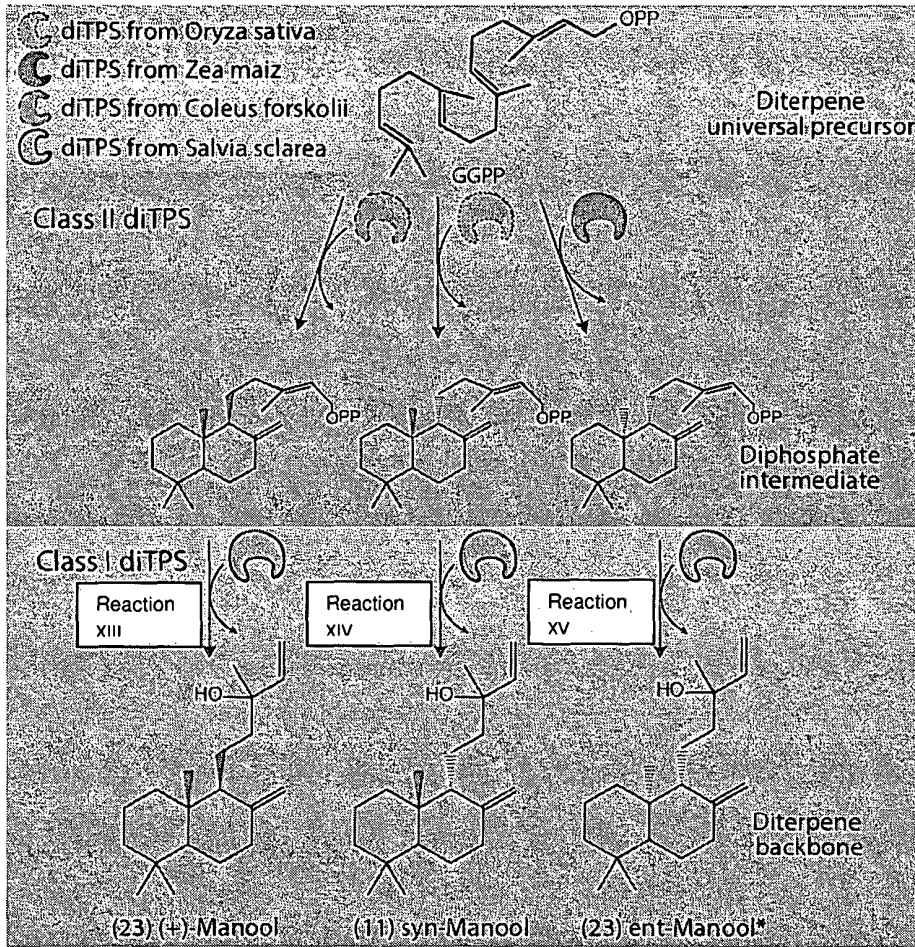 OPP
diTPS from Oryza sativa
diTPS from Zea maiz
diTPS from Coleus forskolii
diTPS from Salvia sclarea
Diterpene
universal precursor
GGPP
Class II diTPS
OPP
OPP
OPP
Diphosphate
intermediate
Class I diTPS
Reaction
XIII
Reaction
XIV
Reaction
XV
HO
HO
HO
Diterpene
backbone
(23) (+)-Manool
(11) syn-Manool
(23) ent-Manool*